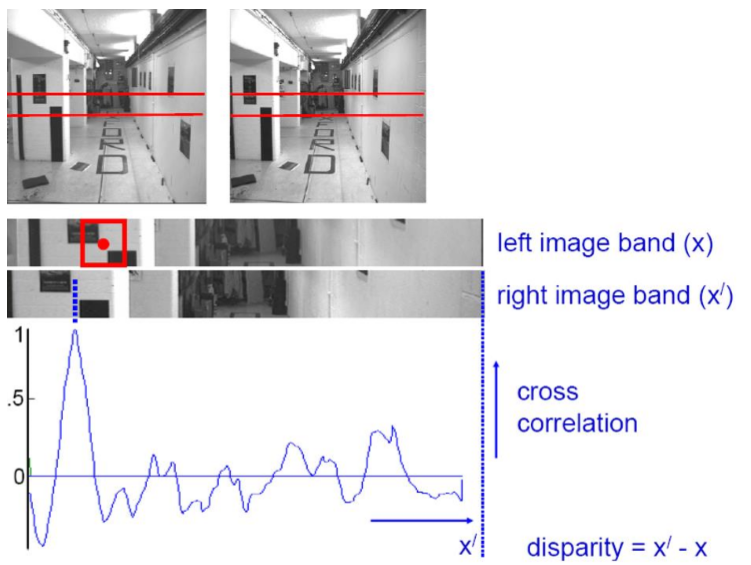 left image band (x)
right image band (x/)
1
.5
0
cross
correlation
x/
disparity = x/ - x